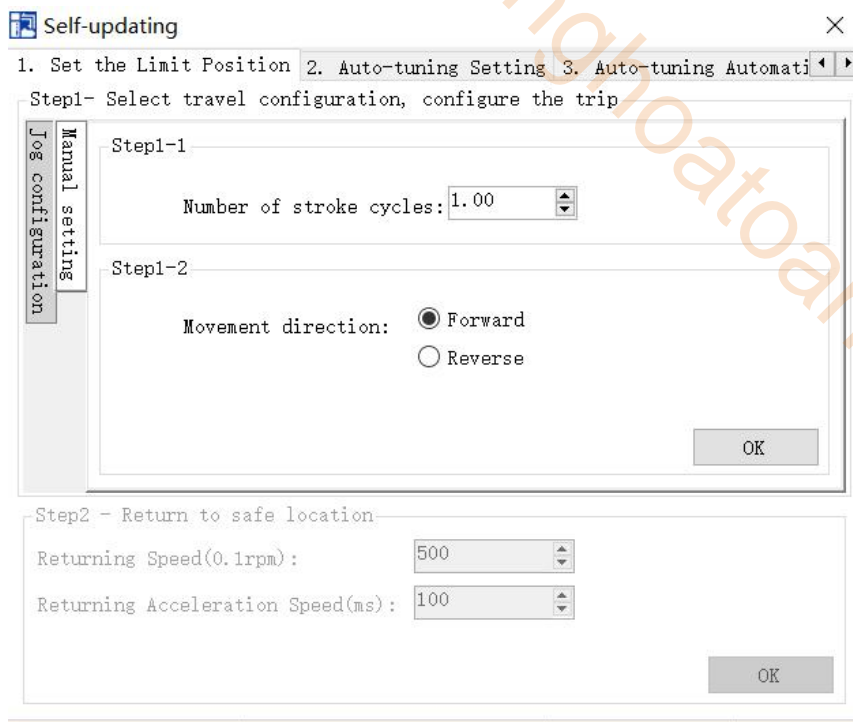 Self-updating
1. Set the Limit Position 2. Auto-tuning Setting 3. Auto-tuning Automati
Step1- Select travel configuration, configure the trip
Jog configuration
Manual setting
Step1-1
Number of stroke cycles: 1.00
Step1-2
Movement direction: Forward
Reverse
OK
Step2 - Return to safe location
Returning Speed(0.1rpm): 500
Returning Acceleration Speed(ms): 100
OK